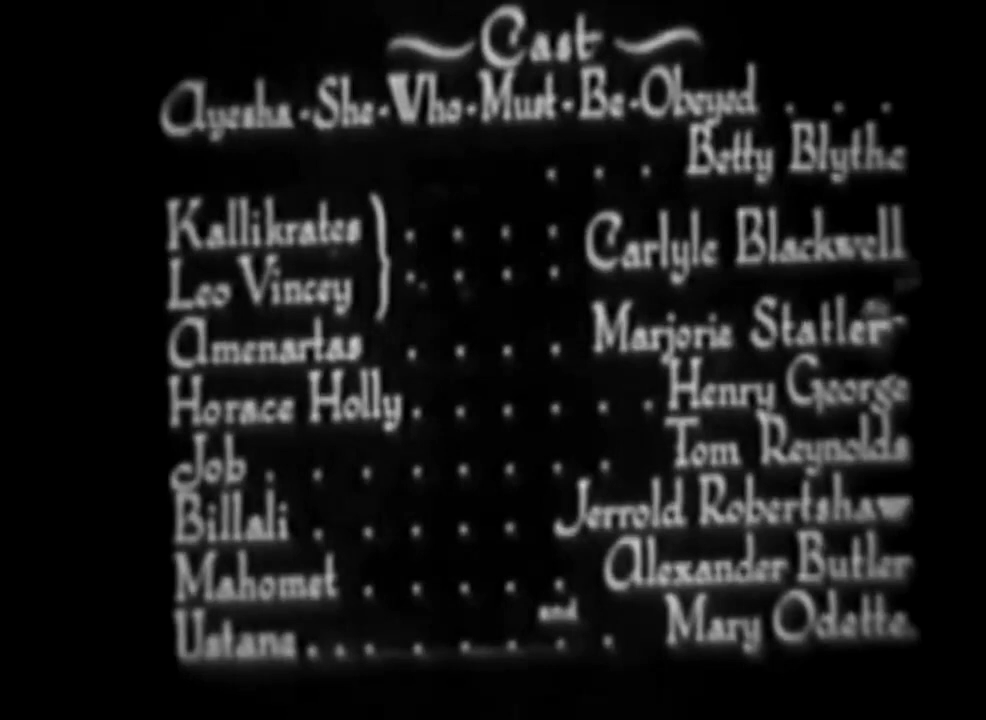 ~Cast~
Ayesha-She-Who-Must-Be-Obeyed . . .
. . . Betty Blythe
Kallikrates } . . . . Carlyle Blackwell
Leo Vincey . . . .
Amenartas . . . . Marjorie Statler
Horace Holly . . . . . . Henry George
Job . . . . . . . . Tom Reynolds
Billali . . . . . Jerrold Robertshaw
Mahomet . . . . . Alexander Butler
and
Ustane . . . . . . . . Mary Odette.